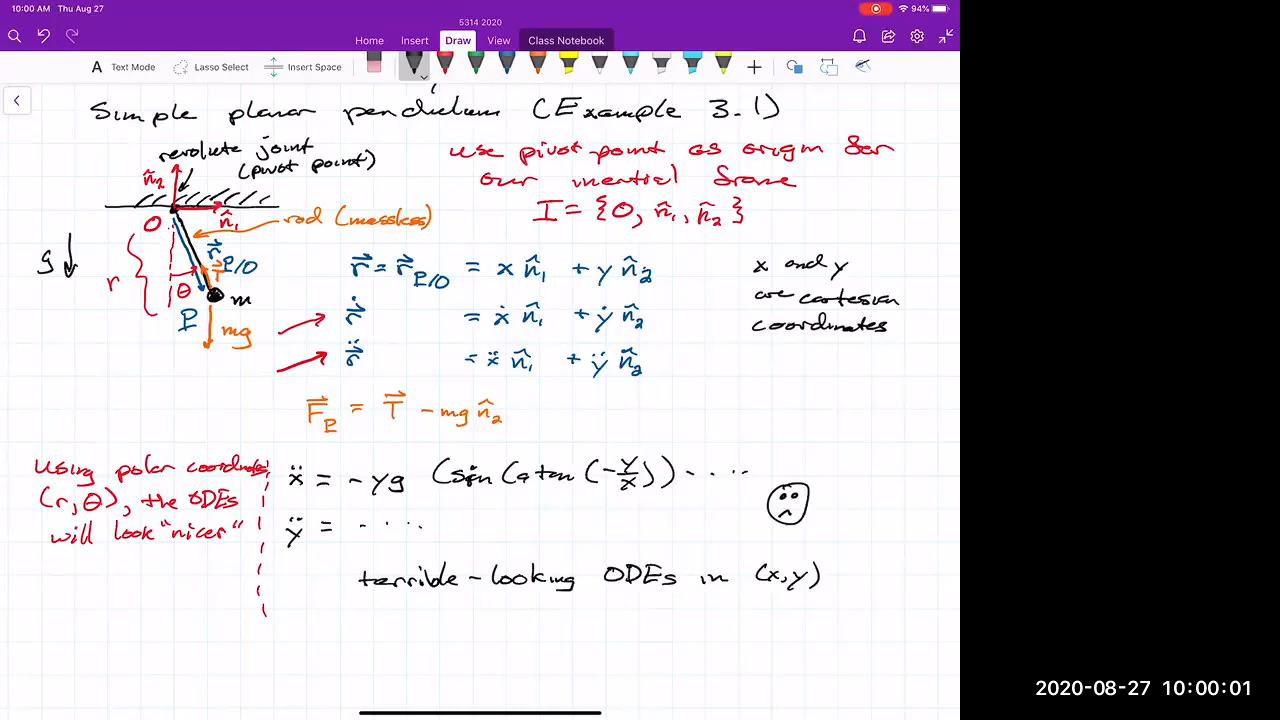 10:00 AM Thu Aug 27
94%
5314 2020
Home Insert Draw View Class Notebook
A Text Mode Lasso Select Insert Space
Simple planar pendulum (Example 3.1)
revolute joint
(pivot point)
use pivot point as origin for
our inertial frame
I = {O, n̂₁, n̂₂}
n̂₂
n̂₁
O
rod (massless)
g
r
r⃗ P/O
T⃗
θ
m
P
mg
r⃗ = r⃗ P/O = x n̂₁ + y n̂₂
ṙ⃗ = ẋ n̂₁ + ẏ n̂₂
r̈⃗ = ẍ n̂₁ + ÿ n̂₂
x and y
are cartesian
coordinates
F⃗ P = T⃗ - mg n̂₂
using polar coordinates
(r, θ), the ODEs
will look "nicer"
ẍ = - yg (sin(atan(-y/x)) . . . .
ÿ = . . . .
terrible-looking ODEs in (x,y)
2020-08-27 10:00:01